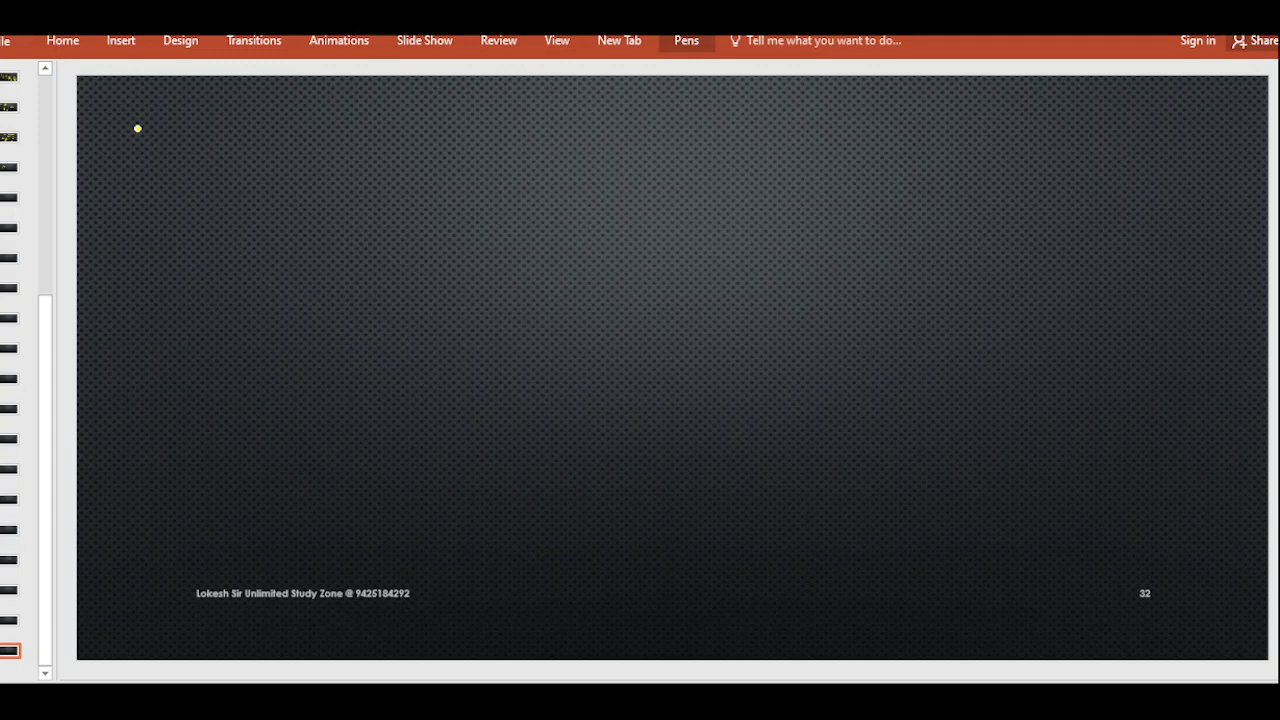 le Home Insert Design Transitions Animations Slide Show Review View New Tab Pens Tell me what you want to do... Sign in Share
Lokesh Sir Unlimited Study Zone @ 9425184292 32